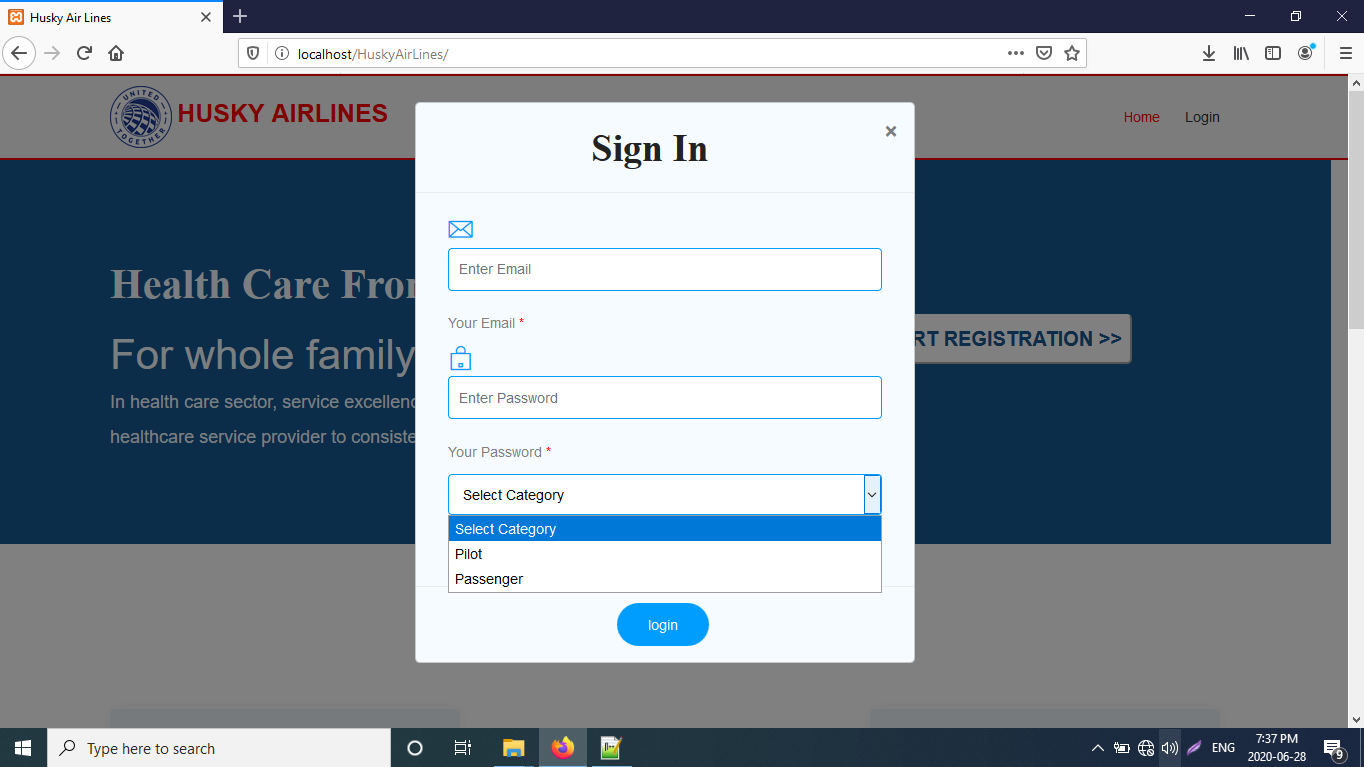 Husky Air Lines
localhost/HuskyAirLines/
UNITED TOGETHER
HUSKY AIRLINES
Home
Login
Sign In
×
Health Care From
For whole family
In health care sector, service excellenc
healthcare service provider to consiste
RT REGISTRATION >>
Enter Email
Your Email *
Enter Password
Your Password *
Select Category
Select Category
Pilot
Passenger
login
Type here to search
ENG
7:37 PM
2020-06-28
9